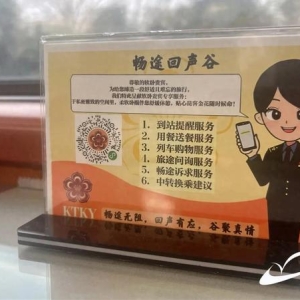 畅途回声谷
尊敬的软卧旅客：
1. 到站提醒服务
2. 用餐送餐服务
3. 列车购物服务
4. 旅途问询服务
5. 畅途诉求服务
6. 中转换乘建议
KTKY
畅途无阻，回声有应，谷聚真情